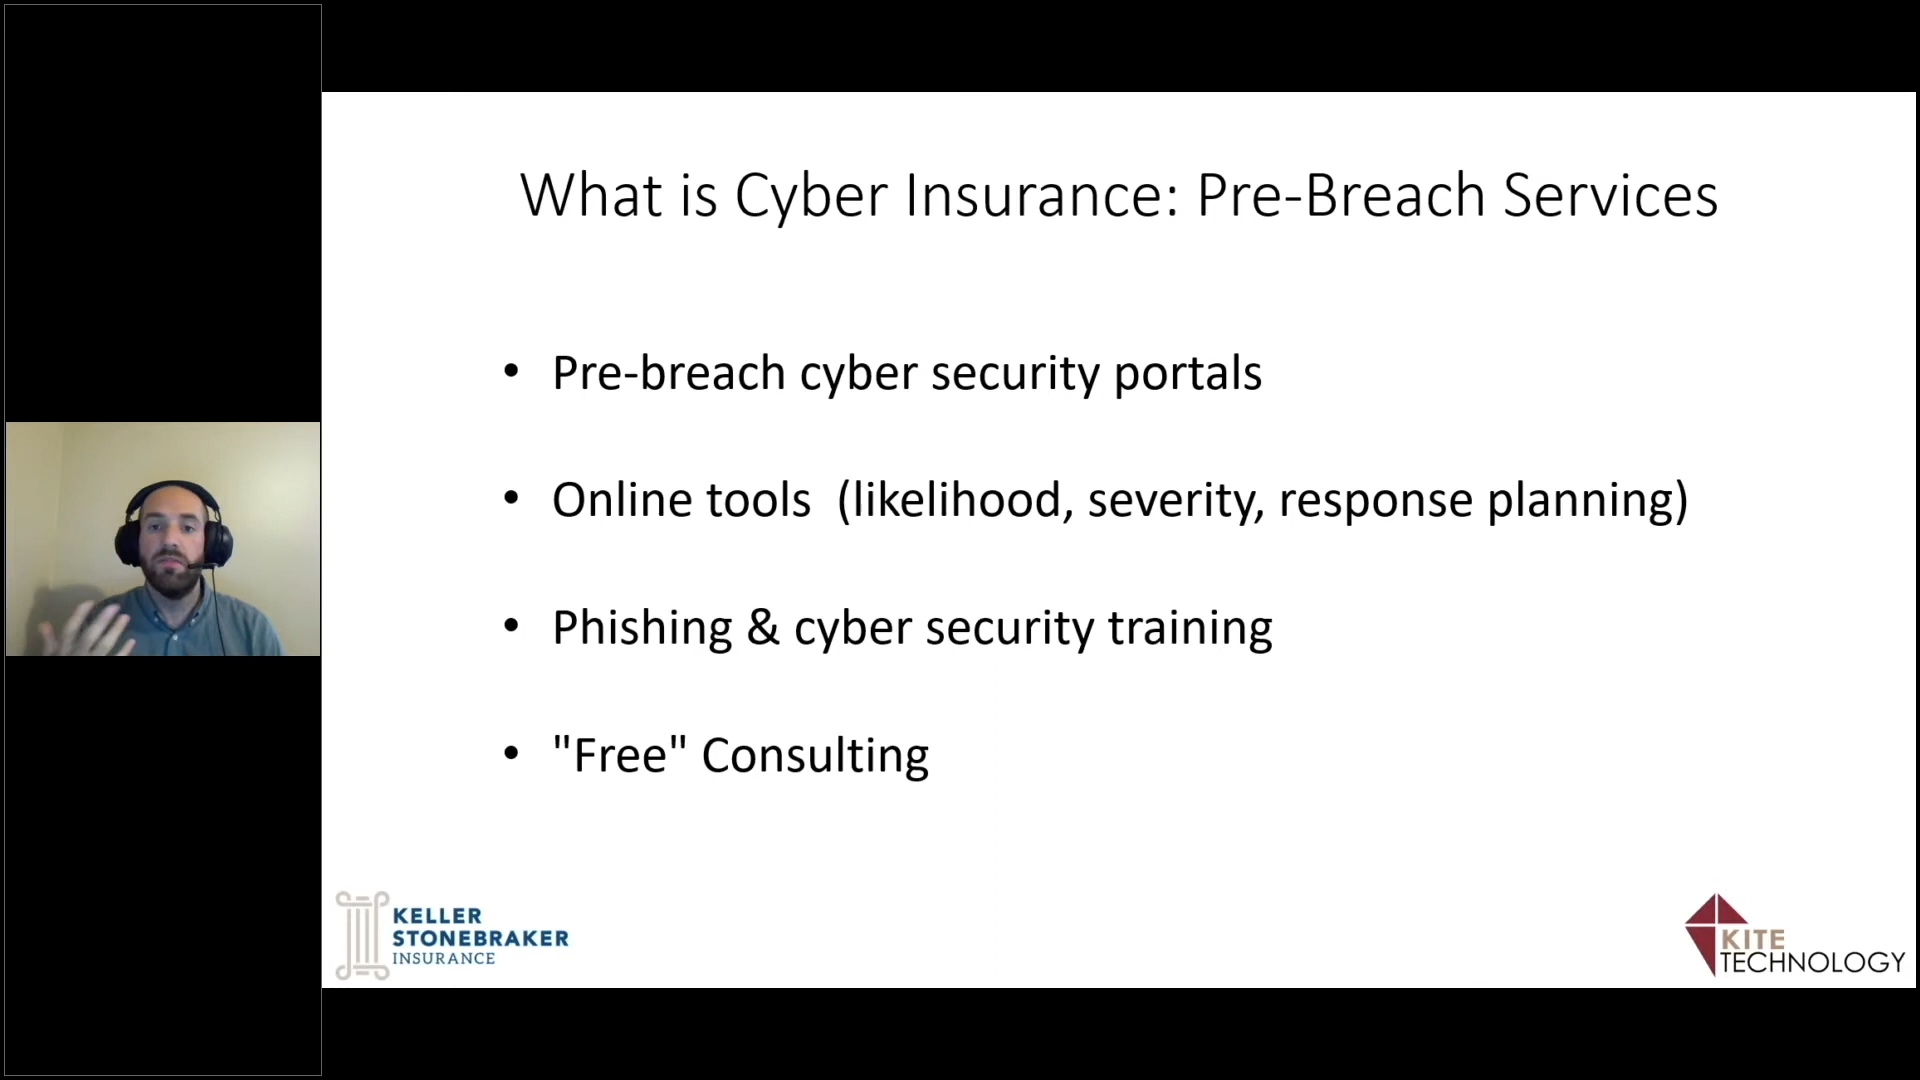 What is Cyber Insurance: Pre-Breach Services
• Pre-breach cyber security portals
• Online tools  (likelihood, severity, response planning)
• Phishing & cyber security training
• "Free" Consulting
KELLER
STONEBRAKER
INSURANCE
KITE
TECHNOLOGY